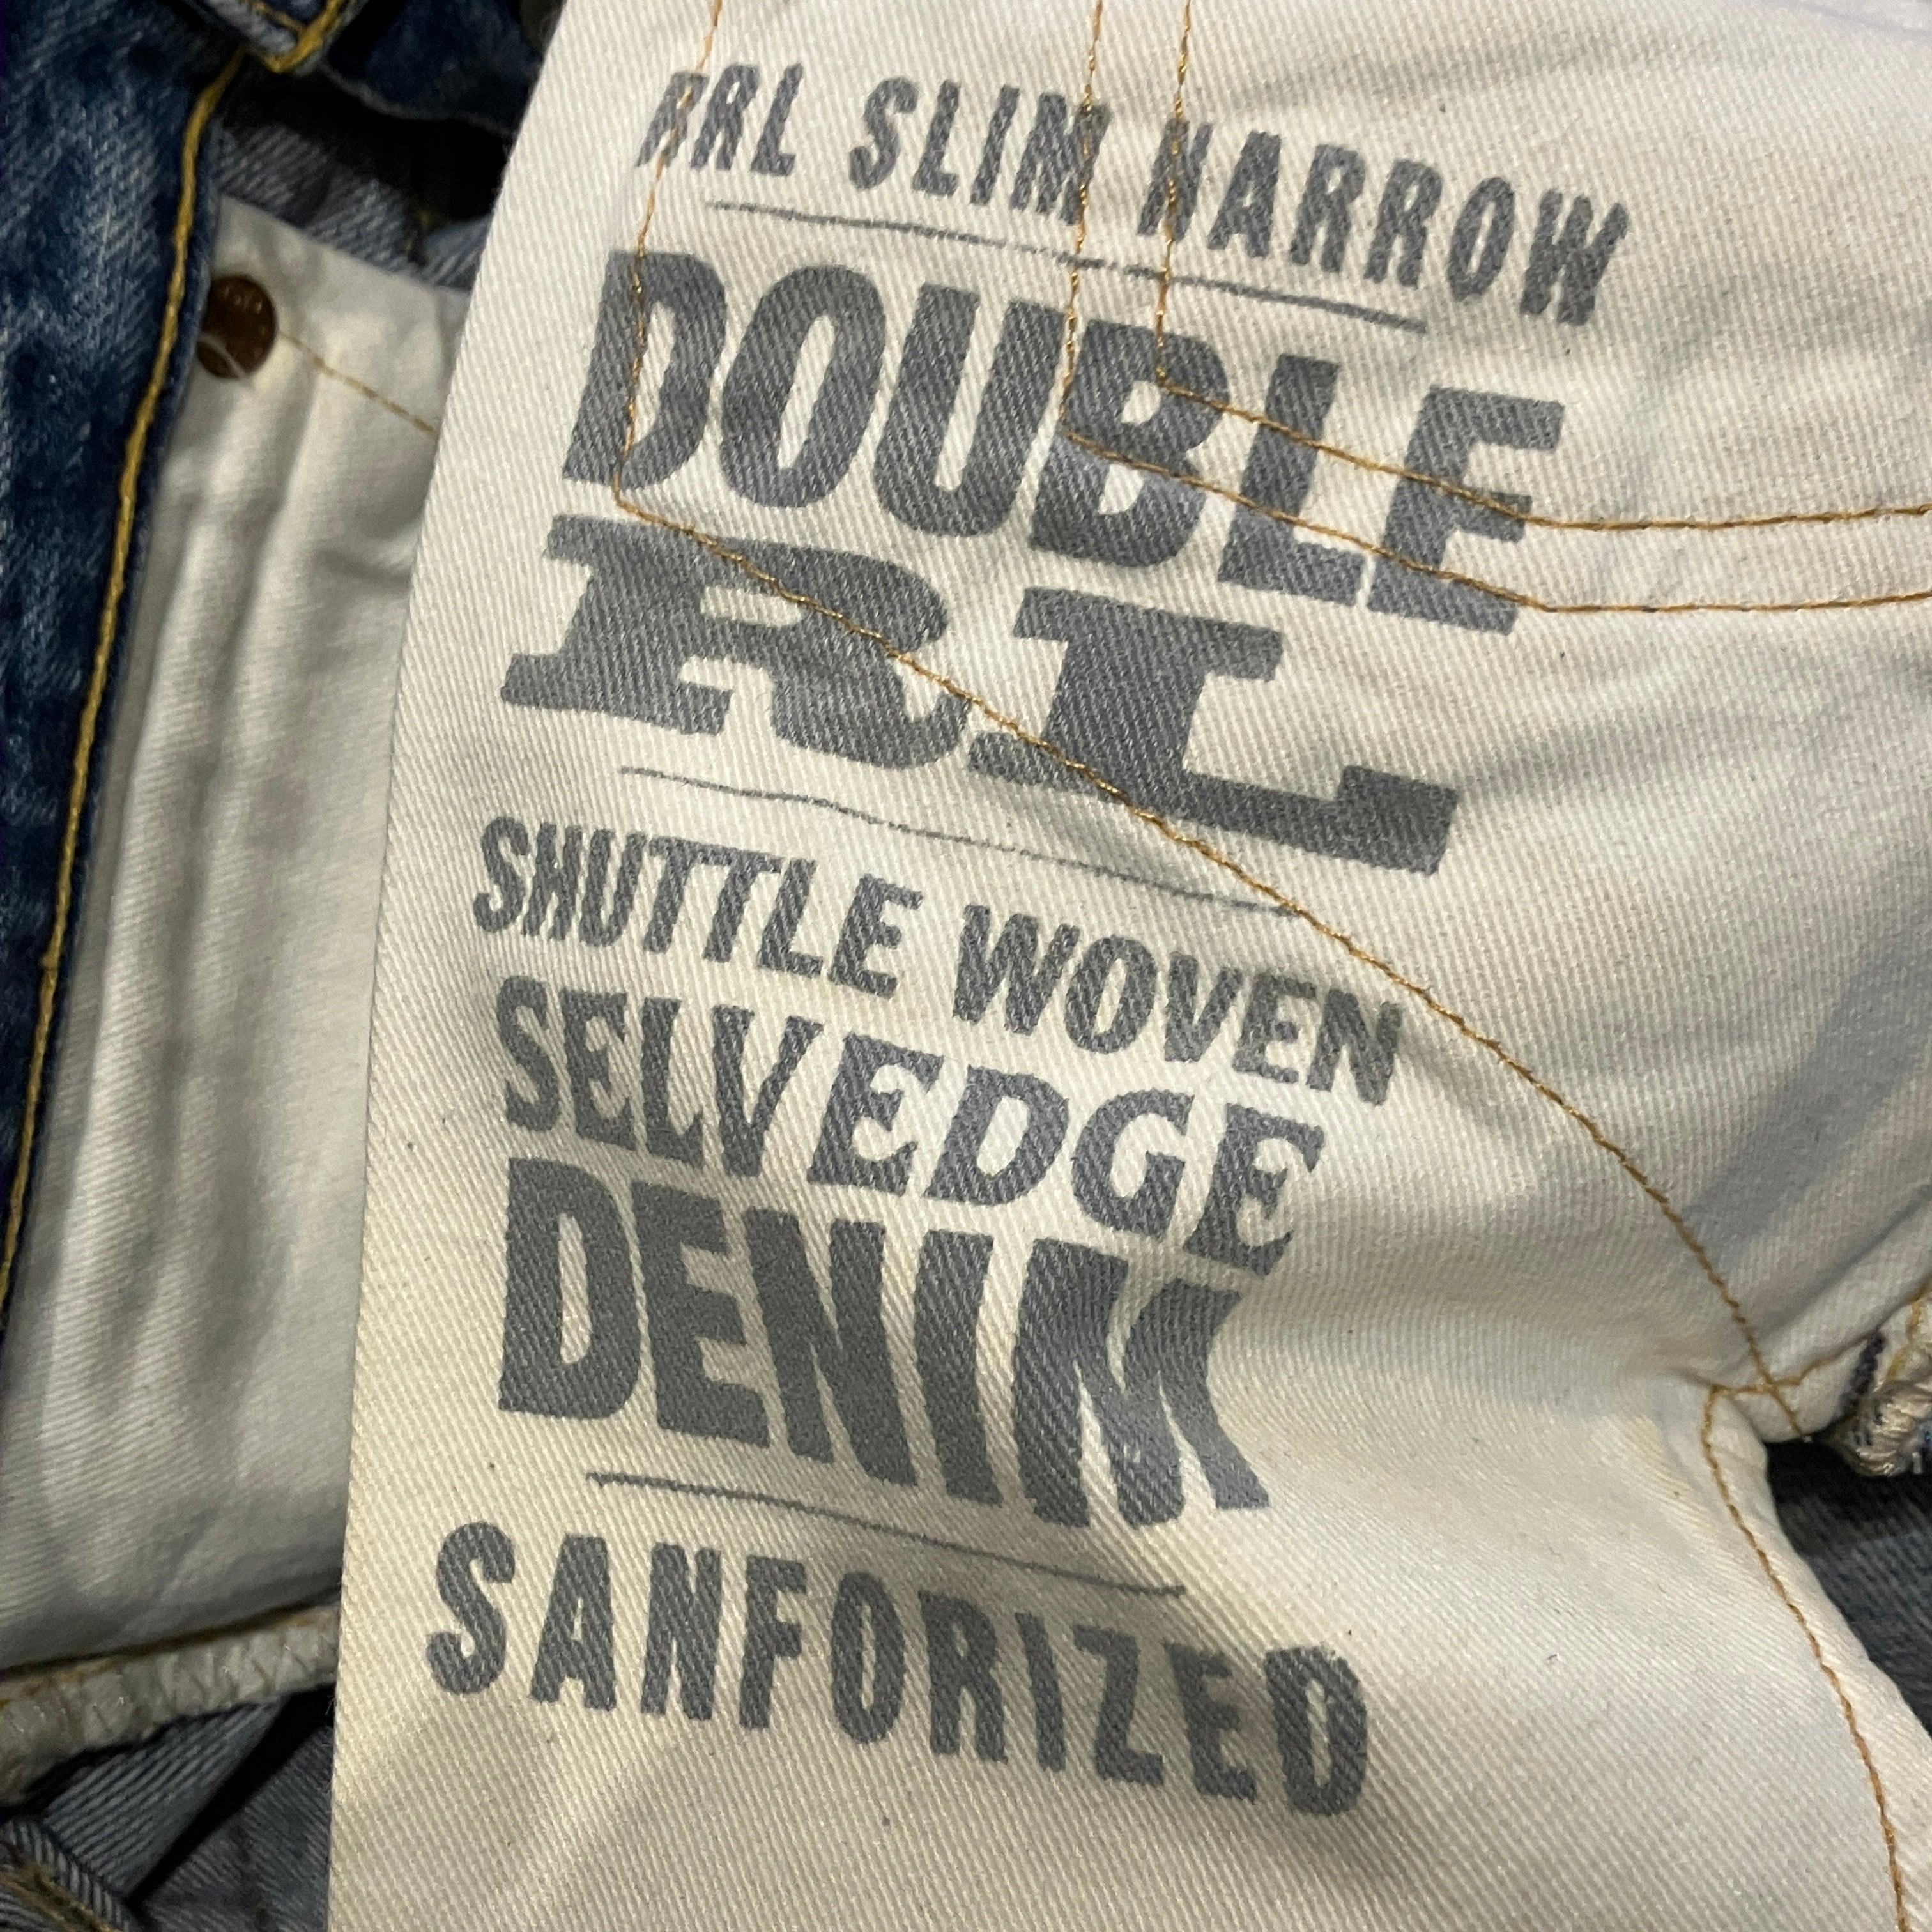 RRL SLIM NARROW
DOUBLE
RL
SHUTTLE WOVEN
SELVEDGE
DENIM
SANFORIZED